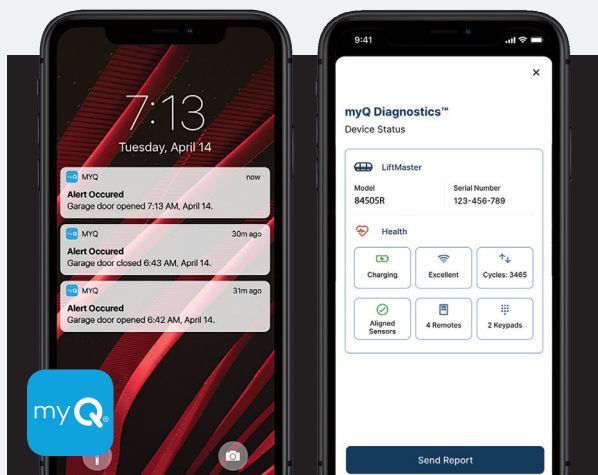 7:13
Tuesday, April 14
MYQ
now
Alert Occured
Garage door opened 7:13 AM, April 14.
MYQ
30m ago
Alert Occured
Garage door closed 6:43 AM, April 14.
MYQ
31m ago
Alert Occured
Garage door opened 6:42 AM, April 14.
myQ®
9:41
myQ Diagnostics™
Device Status
LiftMaster
Model
84505R
Serial Number
123-456-789
Health
Charging
Excellent
Cycles: 3465
Aligned
Sensors
4 Remotes
2 Keypads
Send Report